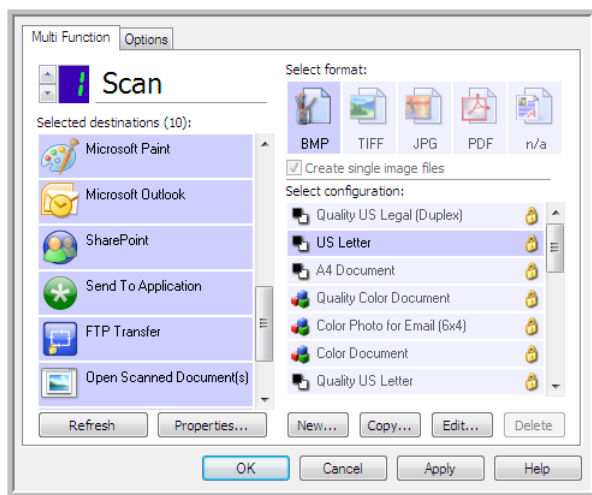 Multi Function
Options
1
Scan
Selected destinations (10):
Microsoft Paint
Microsoft Outlook
SharePoint
Send To Application
FTP Transfer
Open Scanned Document(s)
Refresh
Properties...
Select format:
BMP
TIFF
JPG
PDF
n/a
Create single image files
Select configuration:
Quality US Legal (Duplex)
US Letter
A4 Document
Quality Color Document
Color Photo for Email (6x4)
Color Document
Quality US Letter
New...
Copy...
Edit...
Delete
OK
Cancel
Apply
Help